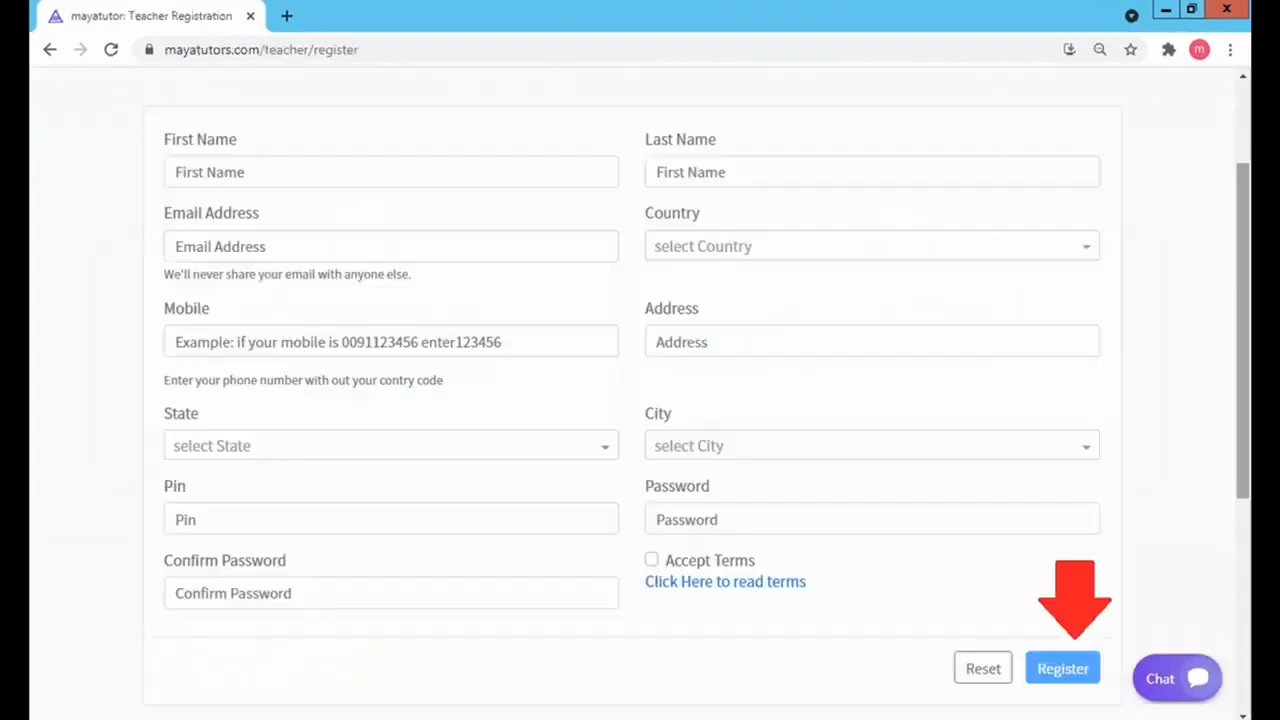 mayatutor: Teacher Registration
mayatutors.com/teacher/register
m
First Name
Last Name
First Name
First Name
Email Address
Country
Email Address
select Country
We'll never share your email with anyone else.
Mobile
Address
Example: if your mobile is 0091123456 enter123456
Address
Enter your phone number with out your contry code
State
City
select State
select City
Pin
Password
Pin
Password
Confirm Password
Accept Terms
Click Here to read terms
Confirm Password
Reset
Register
Chat